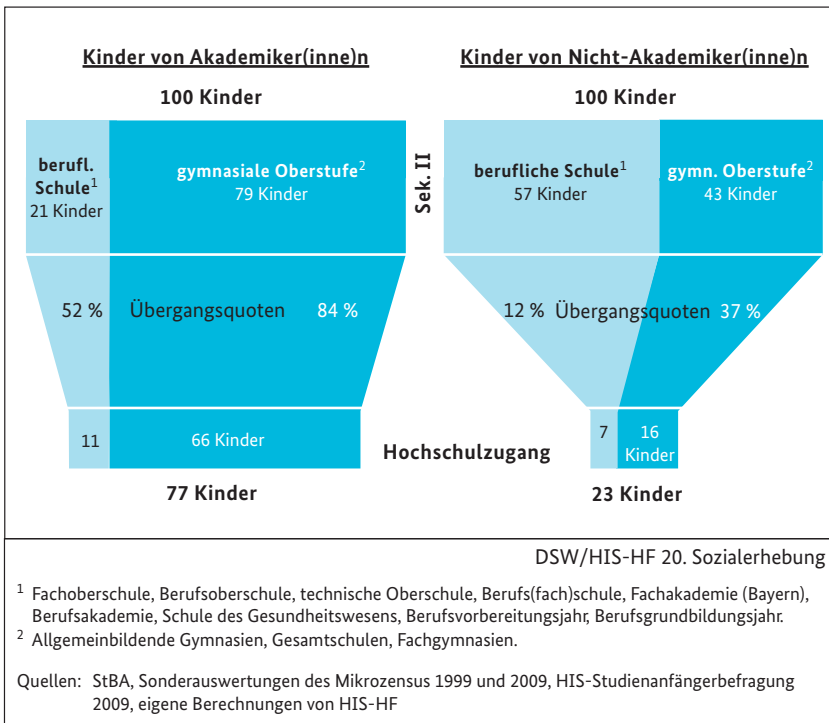 Kinder von Akademiker(inne)n
100 Kinder
berufl.
Schule1
21 Kinder
gymnasiale Oberstufe2
79 Kinder
Sek. II
52 %
Übergangsquoten
84 %
11
66 Kinder
77 Kinder
Hochschulzugang
Kinder von Nicht-Akademiker(inne)n
100 Kinder
berufliche Schule1
57 Kinder
gymn. Oberstufe2
43 Kinder
12 %
Übergangsquoten
37 %
7
16
Kinder
23 Kinder
DSW/HIS-HF 20. Sozialerhebung
1 Fachoberschule, Berufsoberschule, technische Oberschule, Berufs(fach)schule, Fachakademie (Bayern),
Berufsakademie, Schule des Gesundheitswesens, Berufsvorbereitungsjahr, Berufsgrundbildungsjahr.
2 Allgemeinbildende Gymnasien, Gesamtschulen, Fachgymnasien.
Quellen: StBA, Sonderauswertungen des Mikrozensus 1999 und 2009, HIS-Studienanfängerbefragung
2009, eigene Berechnungen von HIS-HF